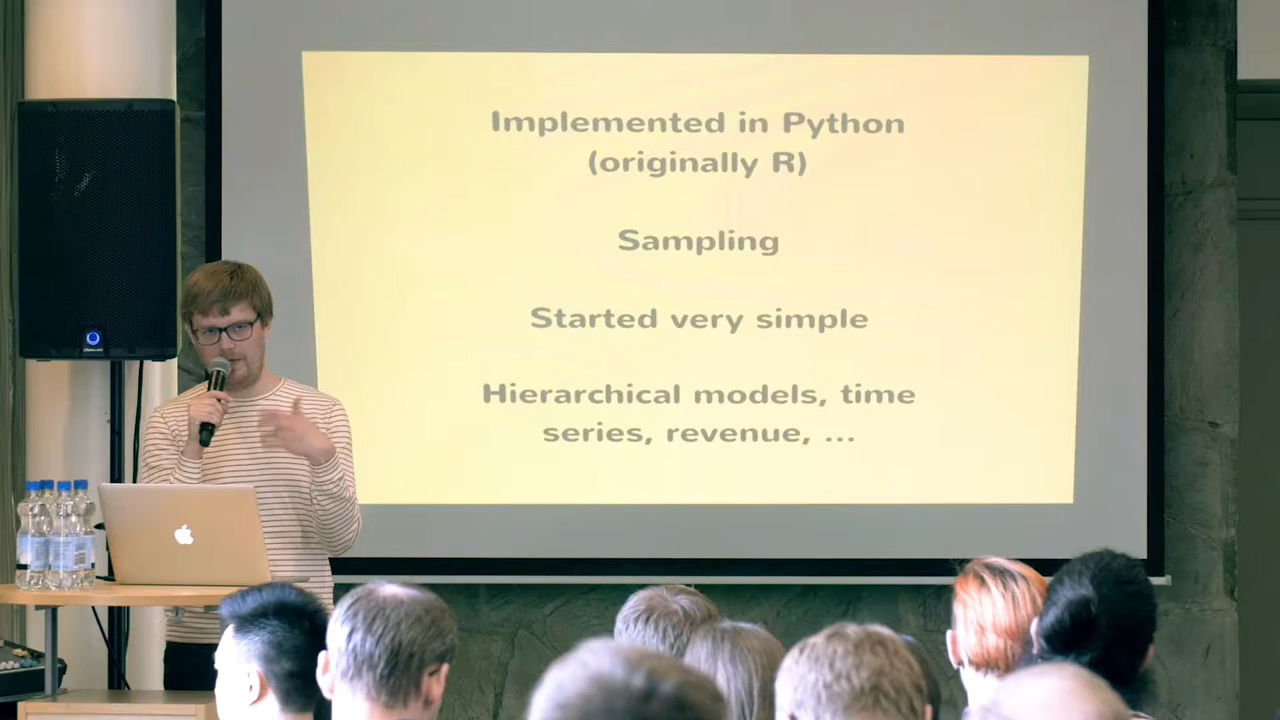 Implemented in Python
(originally R)
Sampling
Started very simple
Hierarchical models, time
series, revenue, ...